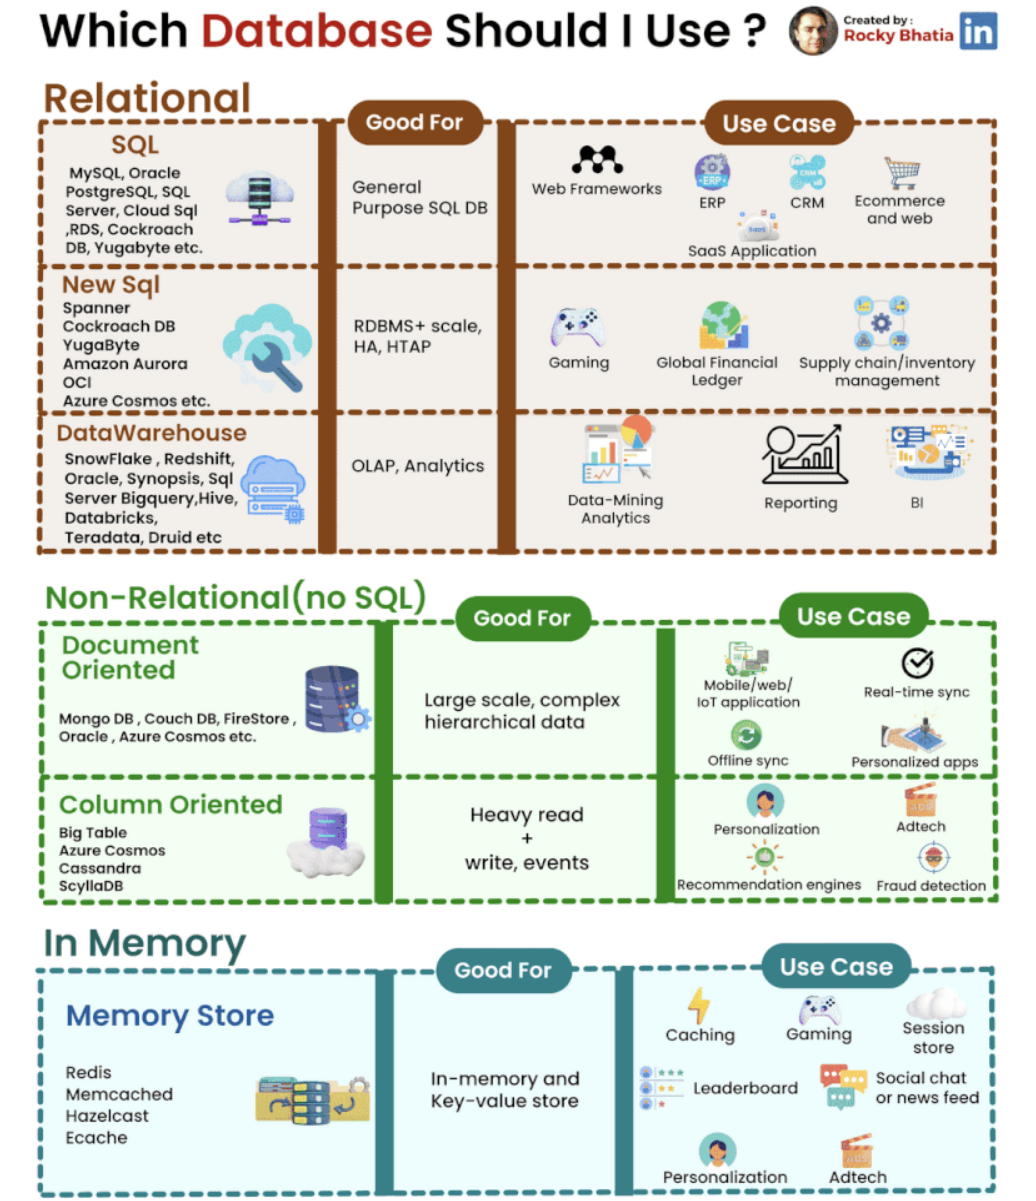 Which Database Should I Use ?
Created by :
Rocky Bhatia
in
Relational
Good For
Use Case
SQL
MySQL, Oracle
PostgreSQL, SQL
Server, Cloud Sql
,RDS, Cockroach
DB, Yugabyte etc.
General
Purpose SQL DB
Web Frameworks
ERP
ERP
CRM
CRM
Ecommerce
and web
SaaS
SaaS Application
New Sql
Spanner
Cockroach DB
YugaByte
Amazon Aurora
OCI
Azure Cosmos etc.
RDBMS+ scale,
HA, HTAP
Gaming
Global Financial
Ledger
Supply chain/inventory
management
DataWarehouse
SnowFlake , Redshift,
Oracle, Synopsis, Sql
Server Bigquery,Hive,
Databricks,
Teradata, Druid etc
OLAP, Analytics
Data-Mining
Analytics
Reporting
BI
Non-Relational(no SQL)
Good For
Use Case
Document
Oriented
Mongo DB , Couch DB, FireStore ,
Oracle , Azure Cosmos etc.
Large scale, complex
hierarchical data
Mobile/web/
IoT application
Real-time sync
Offline sync
Personalized apps
Column Oriented
Big Table
Azure Cosmos
Cassandra
ScyllaDB
Heavy read
+
write, events
Personalization
ADS
Adtech
Recommendation engines
Fraud detection
In Memory
Good For
Use Case
Memory Store
Redis
Memcached
Hazelcast
Ecache
In-memory and
Key-value store
Caching
Gaming
Session
store
Leaderboard
Social chat
or news feed
Personalization
ADS
Adtech